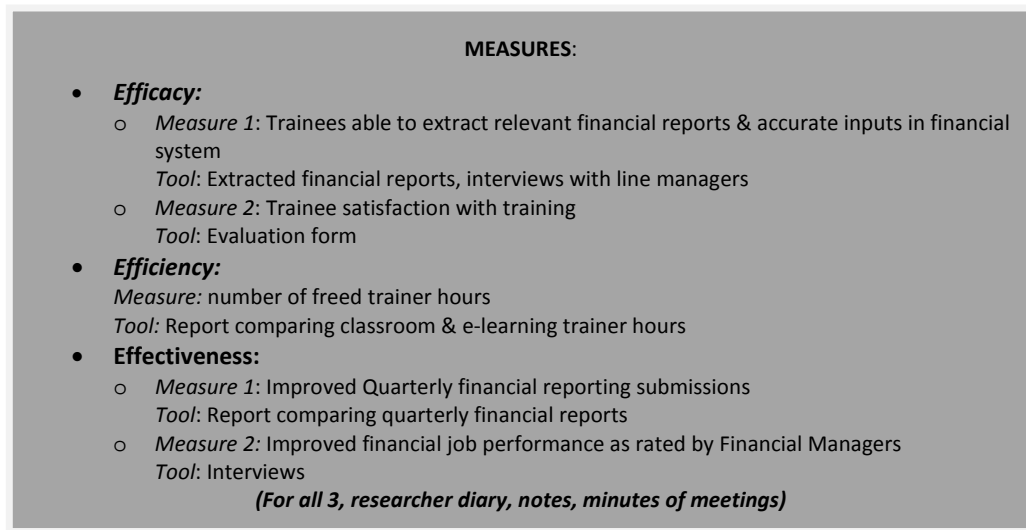 MEASURES:
• Efficacy:
o Measure 1: Trainees able to extract relevant financial reports & accurate inputs in financial
system
Tool: Extracted financial reports, interviews with line managers
o Measure 2: Trainee satisfaction with training
Tool: Evaluation form
• Efficiency:
Measure: number of freed trainer hours
Tool: Report comparing classroom & e-learning trainer hours
• Effectiveness:
o Measure 1: Improved Quarterly financial reporting submissions
Tool: Report comparing quarterly financial reports
o Measure 2: Improved financial job performance as rated by Financial Managers
Tool: Interviews
(For all 3, researcher diary, notes, minutes of meetings)